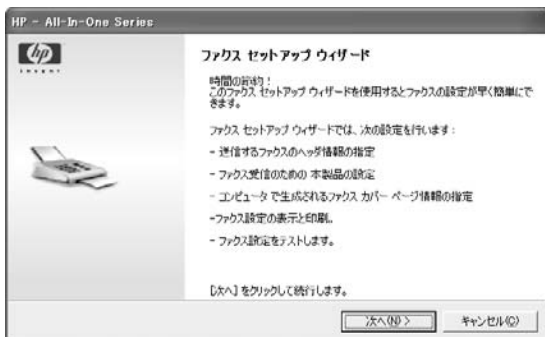 HP - All-In-One Series
hp
invent
ファクス セットアップ ウィザード
時間の節約！
このファクス セットアップ ウィザードを使用するとファクスの設定が早く簡単にで
きます。
ファクス セットアップ ウィザードでは、次の設定を行います：
- 送信するファクスのヘッダ情報の指定
- ファクス受信のための 本製品の設定
- コンピュータで生成されるファクス カバー ページ情報の指定
-ファクス設定の表示と印刷。
- ファクス設定をテストします。
[次へ] をクリックして続行します。
次へ(N) >
キャンセル(C)